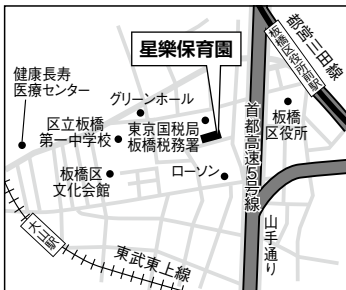 星樂保育園
都営三田線
板橋区役所前駅
健康長寿
医療センター
グリーンホール
区立板橋
第一中学校
東京国税局
板橋税務署
板橋
区役所
首都高速5号線
板橋区
文化会館
ローソン
山手通り
大山駅
東武東上線